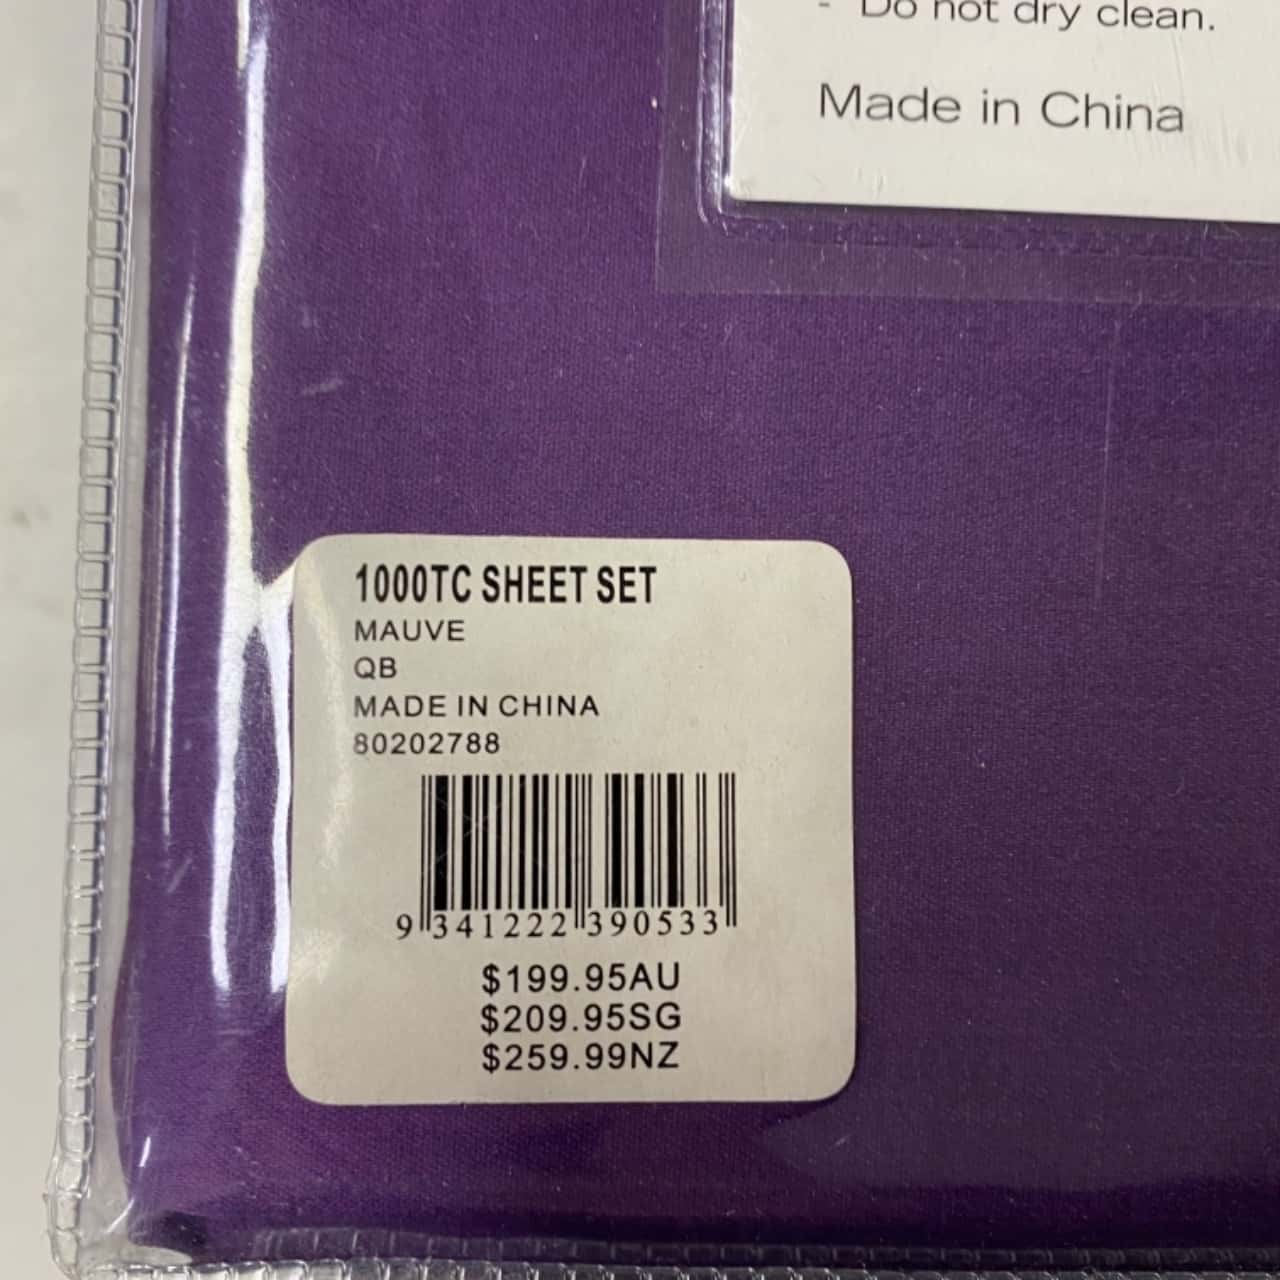 - Do not dry clean.
Made in China
1000TC SHEET SET
MAUVE
QB
MADE IN CHINA
80202788
9 341222 390533
$199.95AU
$209.95SG
$259.99NZ